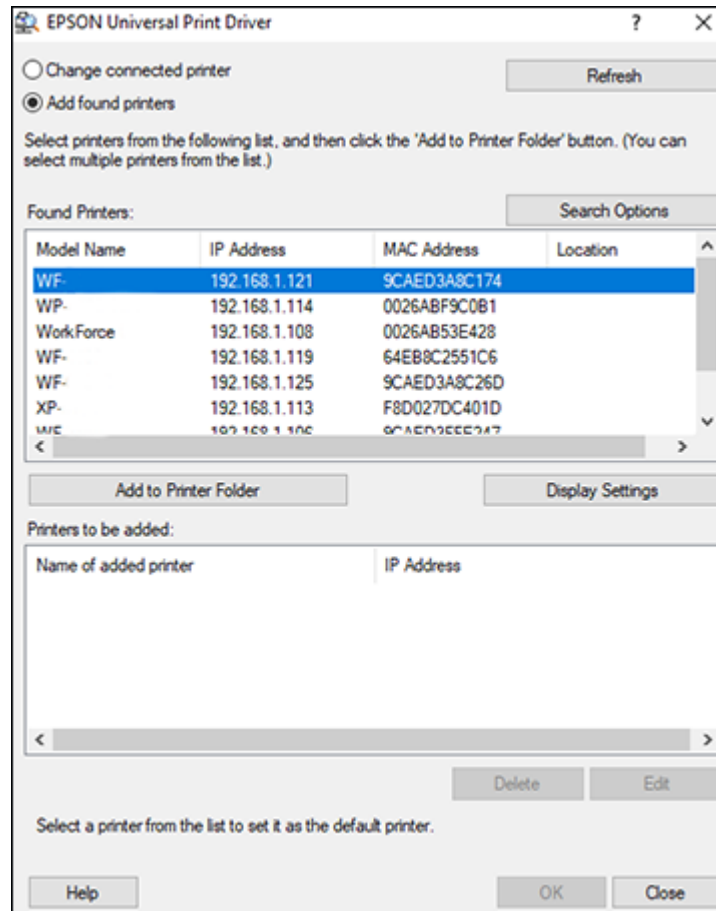 EPSON Universal Print Driver
Change connected printer
Refresh
Add found printers
Select printers from the following list, and then click the 'Add to Printer Folder' button. (You can
select multiple printers from the list.)
Found Printers:
Search Options
Model Name IP Address MAC Address Location
WF- 192.168.1.121 9CAED3A8C174
WP- 192.168.1.114 0026ABF9C0B1
WorkForce 192.168.1.108 0026AB53E428
WF- 192.168.1.119 64EB8C2551C6
WF- 192.168.1.125 9CAED3A8C26D
XP- 192.168.1.113 F8D027DC401D
192.168.1.106
Add to Printer Folder Display Settings
Printers to be added:
Name of added printer IP Address
Delete Edit
Select a printer from the list to set it as the default printer.
Help OK Close